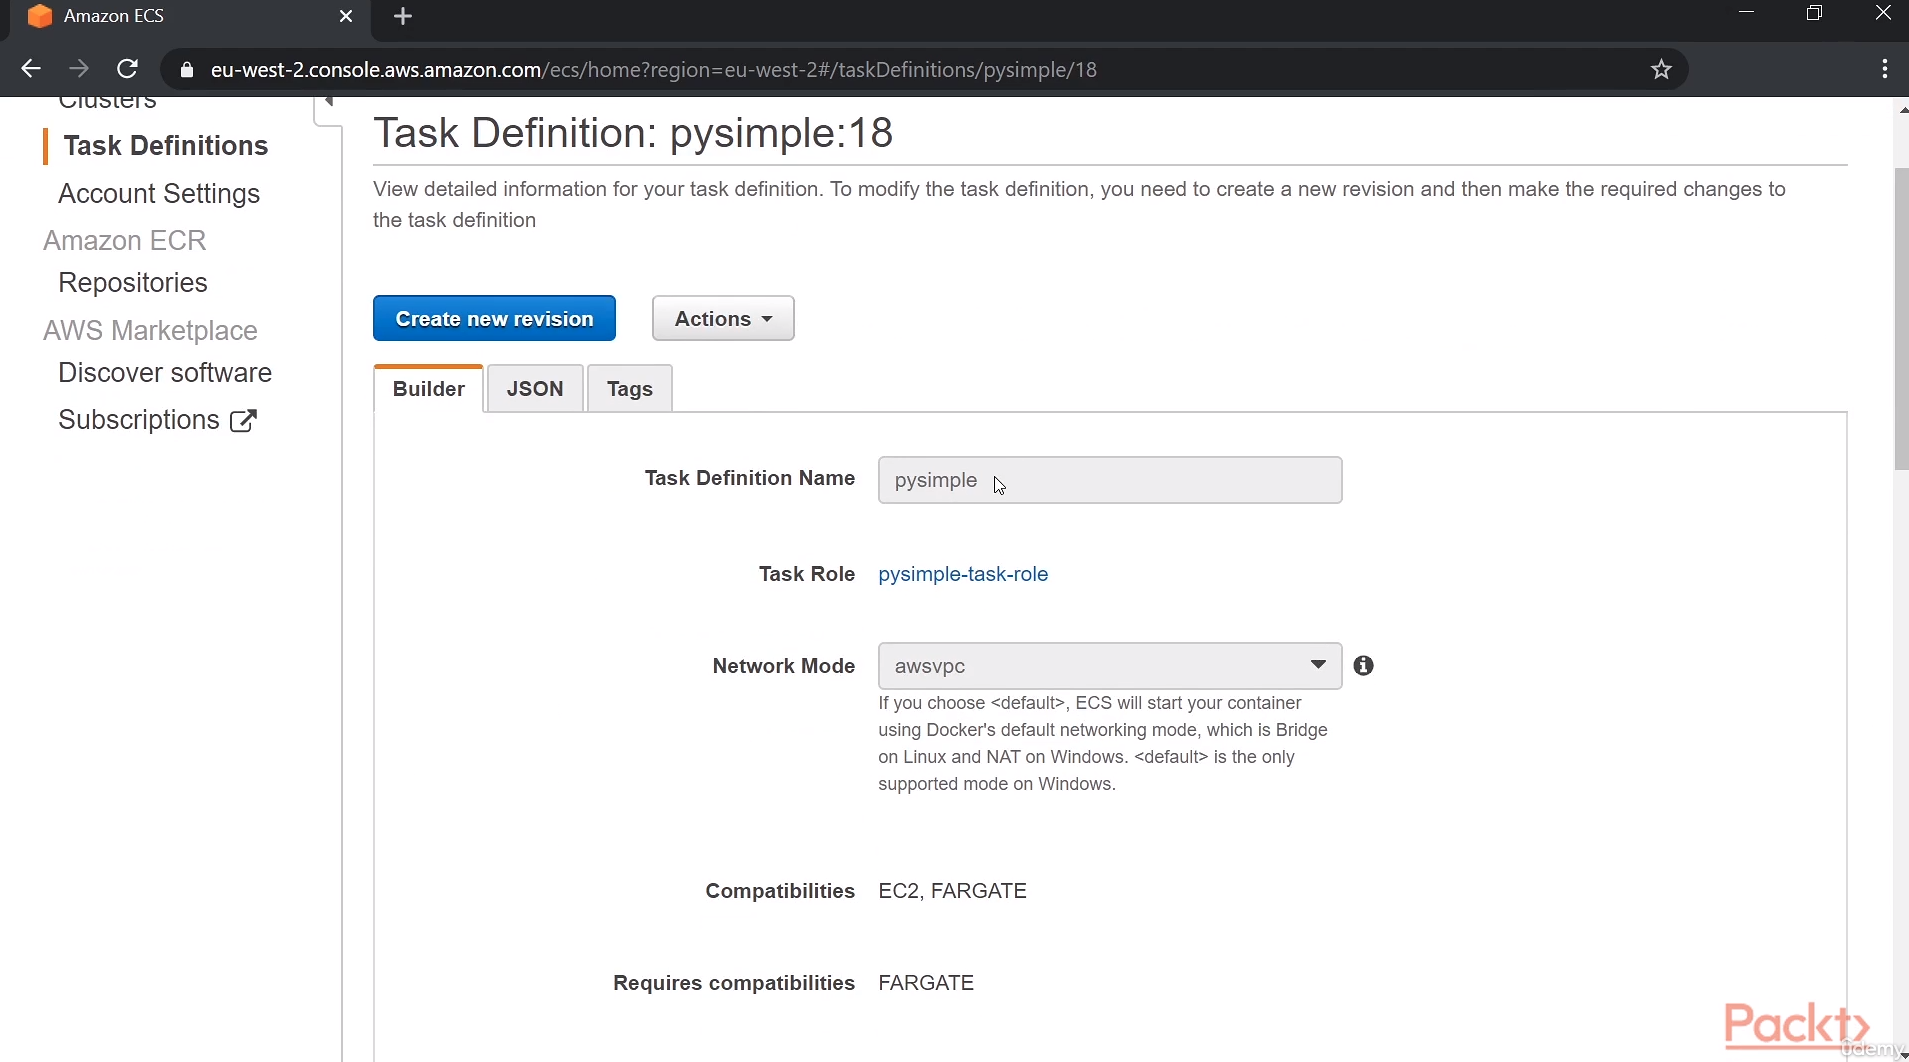 Amazon ECS
eu-west-2.console.aws.amazon.com/ecs/home?region=eu-west-2#/taskDefinitions/pysimple/18
Clusters
Task Definitions
Account Settings
Amazon ECR
Repositories
AWS Marketplace
Discover software
Subscriptions
Task Definition: pysimple:18
View detailed information for your task definition. To modify the task definition, you need to create a new revision and then make the required changes to
the task definition
Create new revision
Actions
Builder
JSON
Tags
Task Definition Name
pysimple
Task Role
pysimple-task-role
Network Mode
awsvpc
If you choose <default>, ECS will start your container
using Docker's default networking mode, which is Bridge
on Linux and NAT on Windows. <default> is the only
supported mode on Windows.
Compatibilities
EC2, FARGATE
Requires compatibilities
FARGATE
Packt>
ûdemy